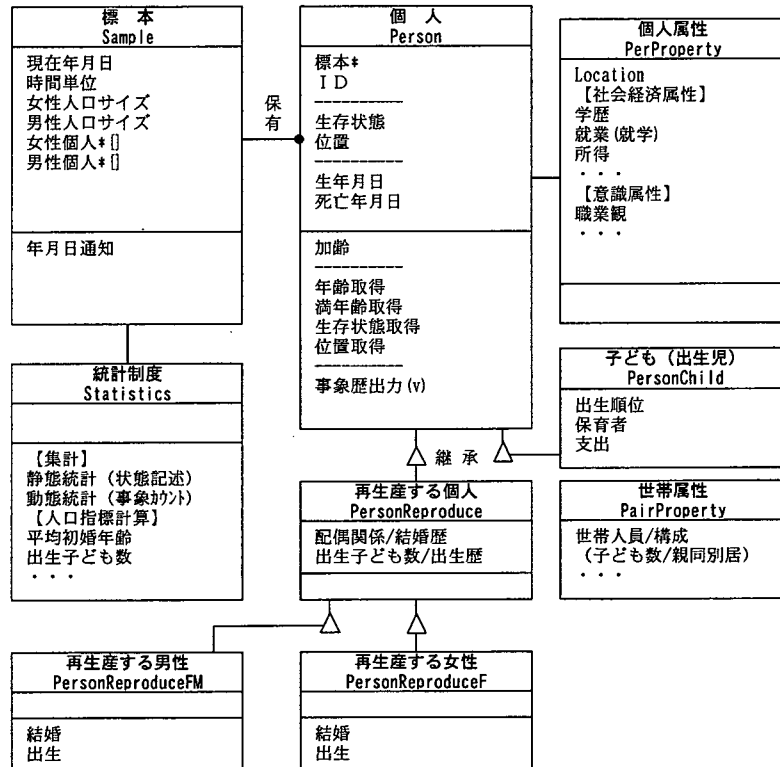 標 本
Sample
現在年月日
時間単位
女性人口サイズ
男性人口サイズ
女性個人*[]
男性個人*[]
年月日通知
保有
個 人
Person
標本*
ID
----------
生存状態
位置
----------
生年月日
死亡年月日
加齢
----------
年齢取得
満年齢取得
生存状態取得
位置取得
----------
事象歴出力(v)
個人属性
PerProperty
Location
【社会経済属性】
学歴
就業(就学)
所得
・・・
【意識属性】
職業観
・・・
統計制度
Statistics
【集計】
静態統計(状態記述)
動態統計(事象カウント)
【人口指標計算】
平均初婚年齢
出生子ども数
・・・
継 承
子ども(出生児)
PersonChild
出生順位
保育者
支出
再生産する個人
PersonReproduce
配偶関係/結婚歴
出生子ども数/出生歴
世帯属性
PairProperty
世帯人員/構成
(子ども数/親同別居)
・・・
再生産する男性
PersonReproduceFM
結婚
出生
再生産する女性
PersonReproduceF
結婚
出生